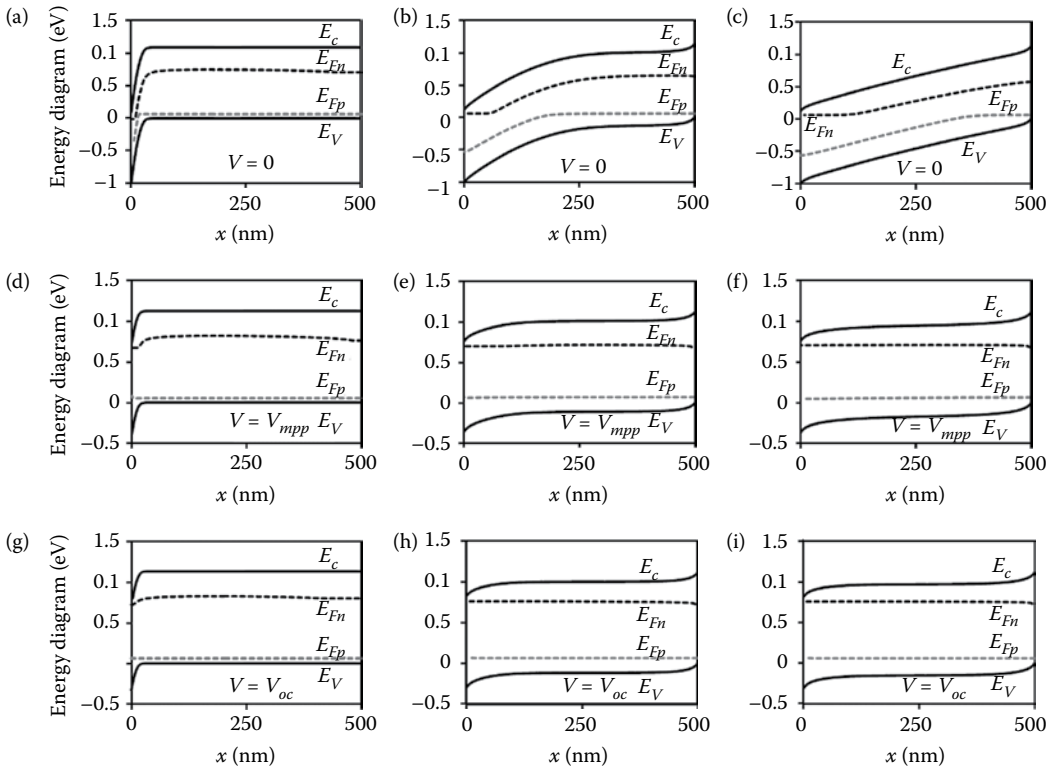 (a)
Energy diagram (eV)
1.5
0.1
0.5
0
−0.5
−1
E_c
E_Fn
E_Fp
E_V
V = 0
0 250 500
x (nm)
(b)
1.5
0.1
0.5
0
−0.5
−1
E_c
E_Fn
E_Fp
E_V
V = 0
0 250 500
x (nm)
(c)
1.5
0.1
0.5
0
−0.5
−1
E_c
E_Fp
E_Fn
E_V
V = 0
0 250 500
x (nm)
(d)
Energy diagram (eV)
1.5
0.1
0.5
0
−0.5
E_c
E_Fn
E_Fp
V = V_mpp E_V
0 250 500
x (nm)
(e)
1.5
0.1
0.5
0
−0.5
E_c
E_Fn
E_Fp
V = V_mpp E_V
0 250 500
x (nm)
(f)
1.5
0.1
0.5
0
−0.5
E_c
E_Fn
E_Fp
V = V_mpp E_V
0 250 500
x (nm)
(g)
Energy diagram (eV)
1.5
0.1
0.5
0
−0.5
E_c
E_Fn
E_Fp
V = V_oc E_V
0 250 500
x (nm)
(h)
1.5
0.1
0.5
0
−0.5
E_c
E_Fn
E_Fp
V = V_oc E_V
0 250 500
x (nm)
(i)
1.5
0.1
0.5
0
−0.5
E_c
E_Fn
E_Fp
V = V_oc E_V
0 250 500
x (nm)